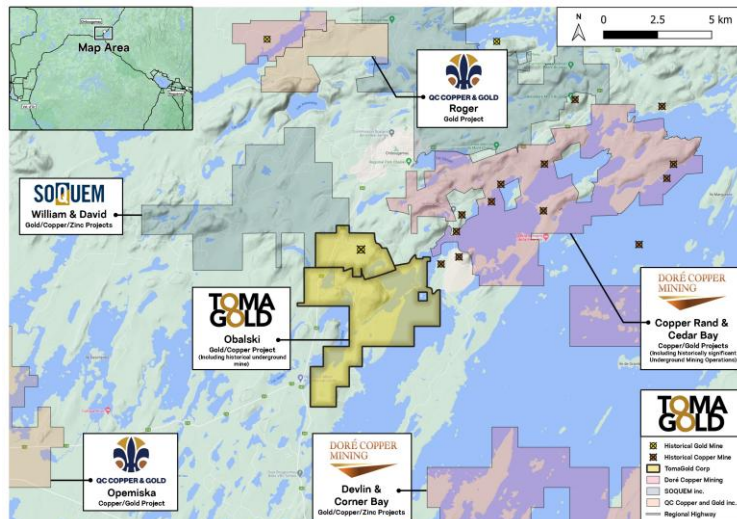 Map Area
0 2.5 5 km
N
QC COPPER & GOLD
Roger
Gold Project
SOQUEM
William & David
Gold/Copper/Zinc Projects
TOMA
GOLD
Obalski
Gold/Copper Project
(Including historical underground
mine)
DORÉ COPPER
MINING
Copper Rand &
Cedar Bay
Copper/Gold Projects
(Including historically significant
Underground Mining Operations)
QC COPPER & GOLD
Opemiska
Copper/Gold Project
DORÉ COPPER
MINING
Devlin &
Corner Bay
Gold/Copper/Zinc Projects
TOMA
GOLD
Historical Gold Mine
Historical Copper Mine
TomaGold Corp
Doré Copper Mining
SOQUEM inc.
QC Copper and Gold inc.
Regional Highway